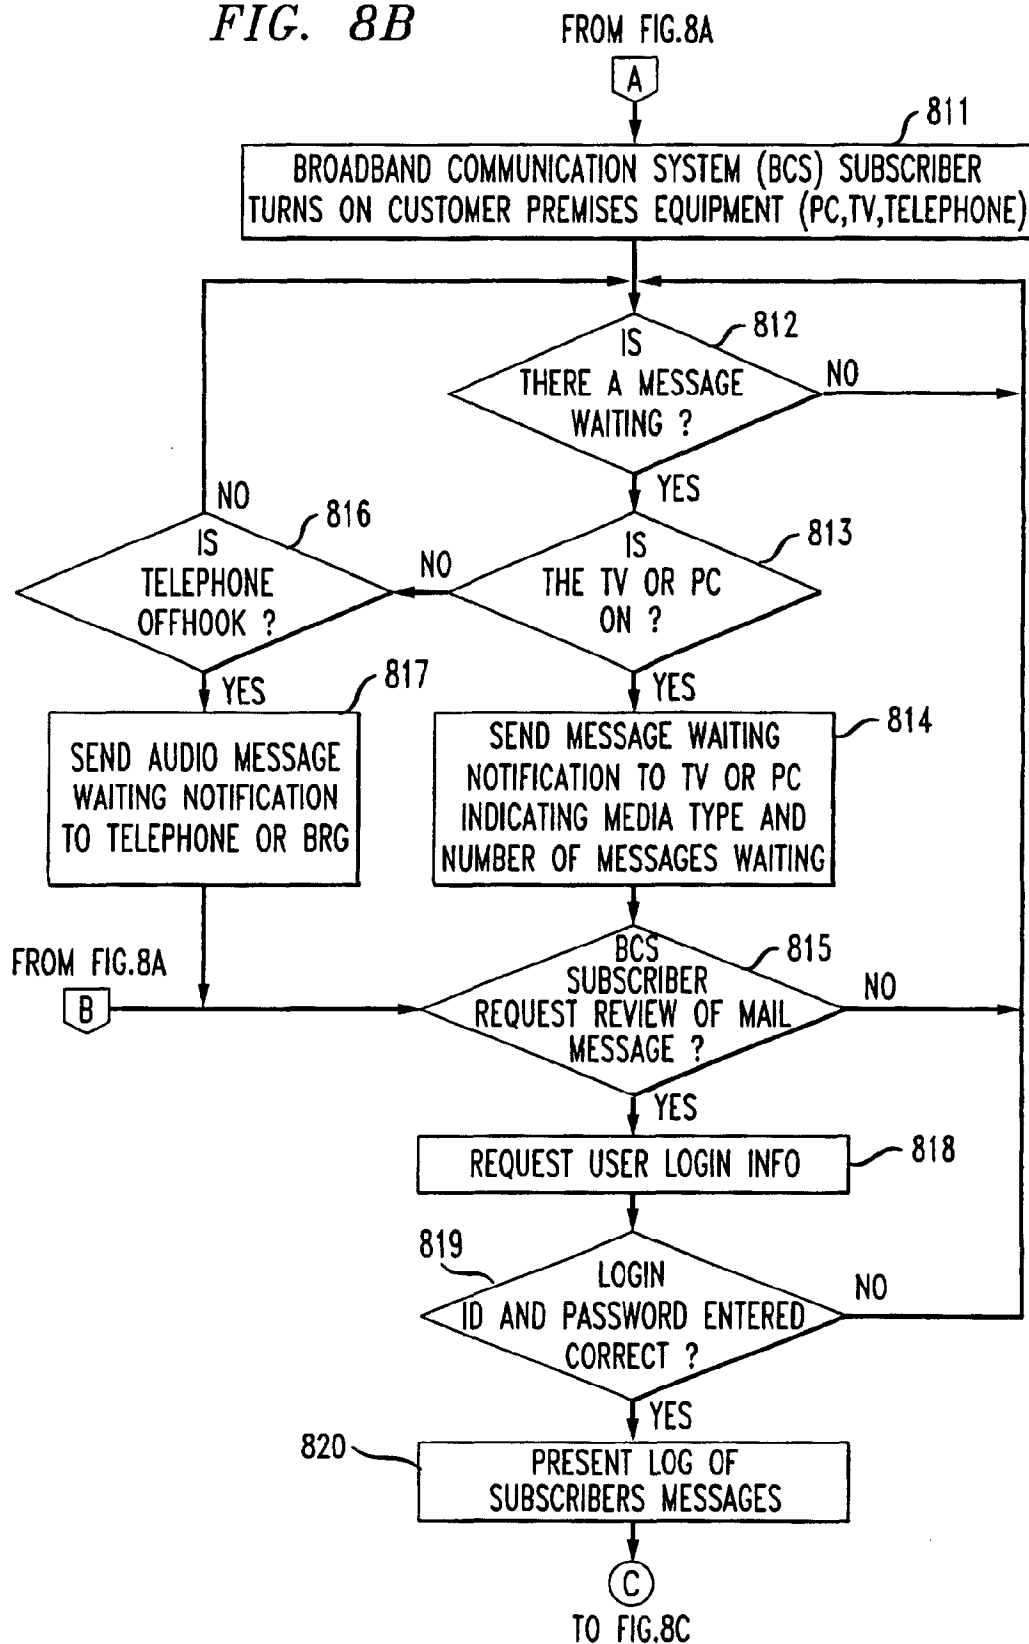 FIG. 8B
FROM FIG.8A
A
811
BROADBAND COMMUNICATION SYSTEM (BCS) SUBSCRIBER
TURNS ON CUSTOMER PREMISES EQUIPMENT (PC,TV,TELEPHONE)
812
IS
THERE A MESSAGE
WAITING ?
NO
YES
NO
816
IS
TELEPHONE
OFFHOOK ?
NO
813
IS
THE TV OR PC
ON ?
YES
817
YES
814
SEND AUDIO MESSAGE
WAITING NOTIFICATION
TO TELEPHONE OR BRG
SEND MESSAGE WAITING
NOTIFICATION TO TV OR PC
INDICATING MEDIA TYPE AND
NUMBER OF MESSAGES WAITING
FROM FIG.8A
B
BCS
SUBSCRIBER
REQUEST REVIEW OF MAIL
MESSAGE ?
815
NO
YES
REQUEST USER LOGIN INFO
818
819
LOGIN
ID AND PASSWORD ENTERED
CORRECT ?
NO
YES
820
PRESENT LOG OF
SUBSCRIBERS MESSAGES
C
TO FIG.8C